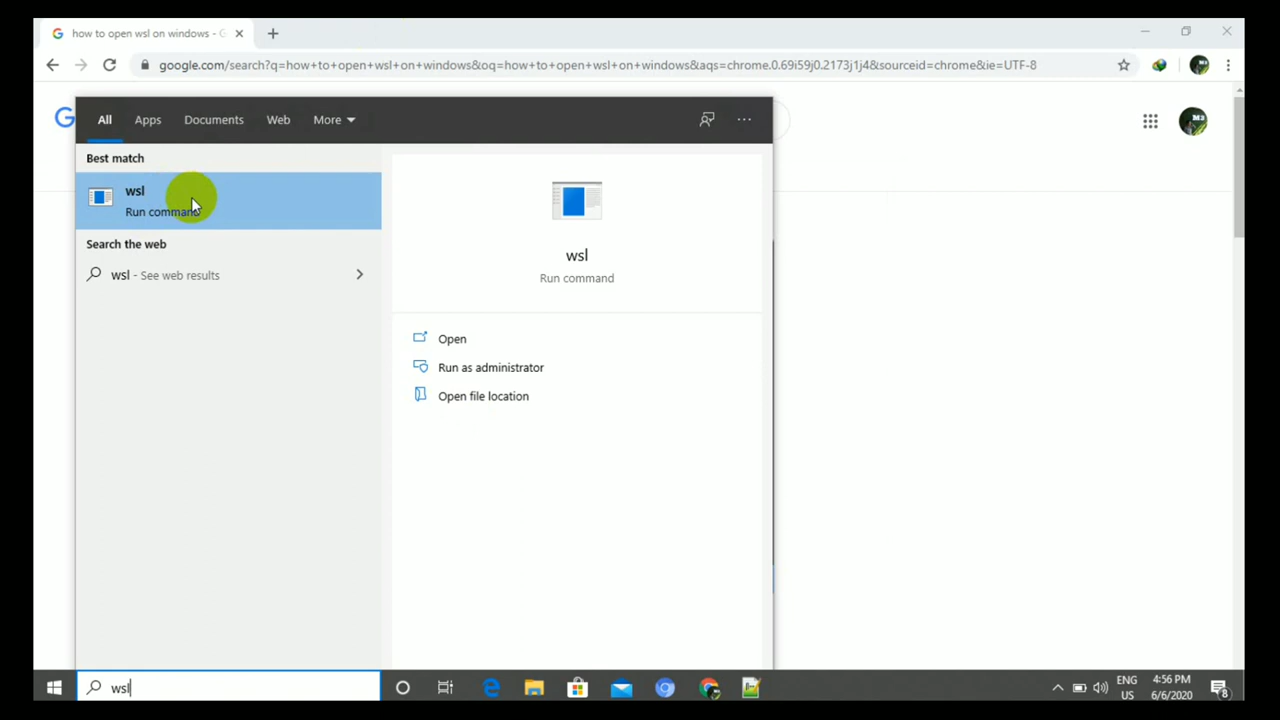 how to open wsl on windows - G
google.com/search?q=how+to+open+wsl+on+windows&oq=how+to+open+wsl+on+windows&aqs=chrome.0.69i59j0.2173j1j4&sourceid=chrome&ie=UTF-8
G
All Apps Documents Web More
Best match
wsl
Run command
Search the web
wsl - See web results
wsl
Run command
Open
Run as administrator
Open file location
wsl
ENG
US
4:56 PM
6/6/2020
8